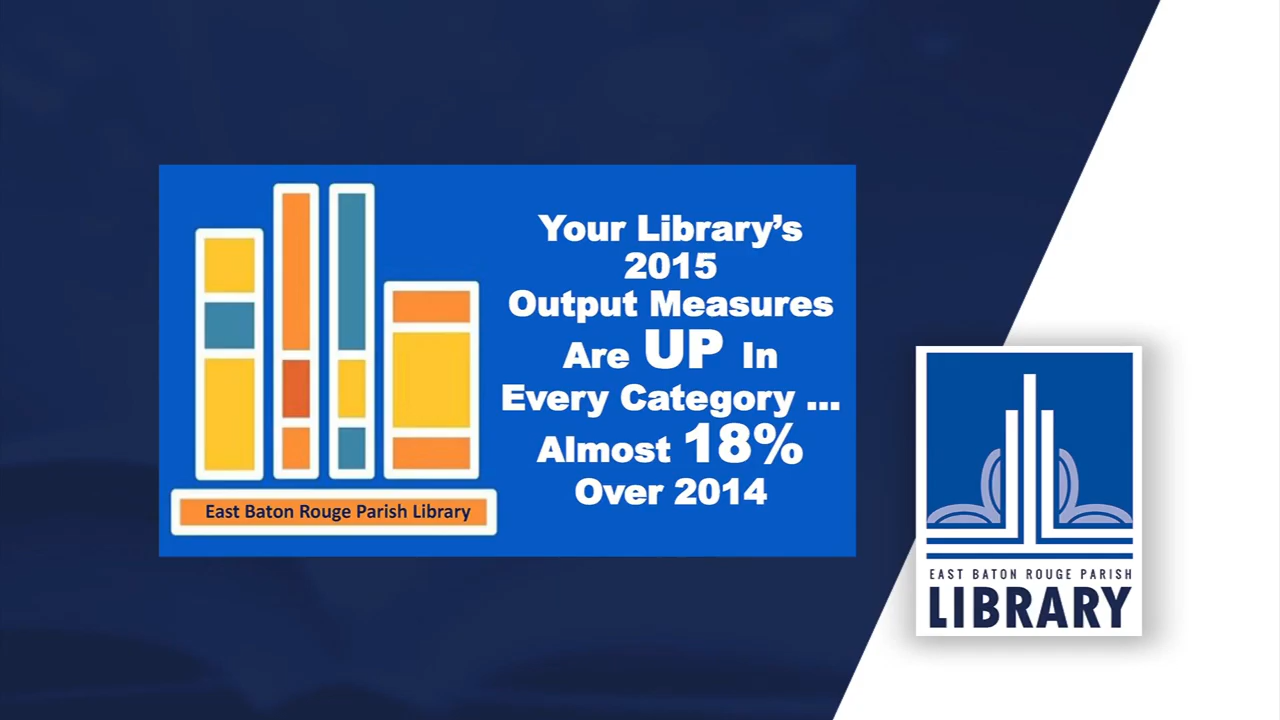 Your Library’s
2015
Output Measures
Are UP In
Every Category ...
Almost 18%
Over 2014
East Baton Rouge Parish Library
EAST BATON ROUGE PARISH
LIBRARY